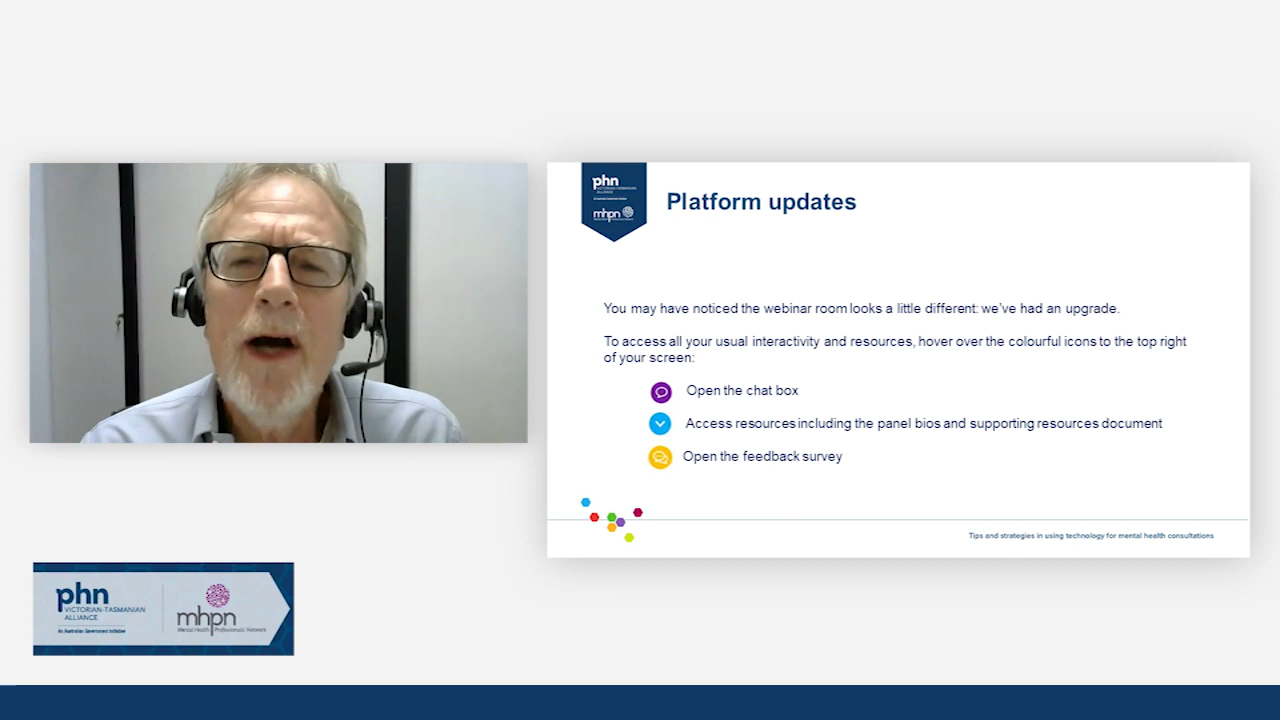 phn
VICTORIAN-TASMANIAN
ALLIANCE
mhpn
Platform updates
You may have noticed the webinar room looks a little different: we've had an upgrade.
To access all your usual interactivity and resources, hover over the colourful icons to the top right
of your screen:
Open the chat box
Access resources including the panel bios and supporting resources document
Open the feedback survey
Tips and strategies in using technology for mental health consultations
phn
VICTORIAN-TASMANIAN
ALLIANCE
An Australian Government Initiative
mhpn
Mental Health Professionals' Network